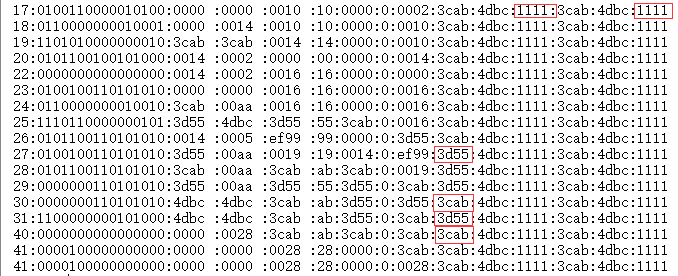 17:0100110000010100:0000 :0000 :0010 :10:0000:0:0002:3cab:4dbc:1111:3cab:4dbc:1111
18:0110000000010001:0000 :0014 :0010 :10:0000:0:0010:3cab:4dbc:1111:3cab:4dbc:1111
19:1101010000000010:3cab :3cab :0014 :14:0000:0:0010:3cab:4dbc:1111:3cab:4dbc:1111
20:0101100100101000:0014 :0002 :0000 :00:0000:0:0014:3cab:4dbc:1111:3cab:4dbc:1111
22:0000000000000000:0014 :0002 :0016 :16:0000:0:0016:3cab:4dbc:1111:3cab:4dbc:1111
23:0100100110101010:0000 :0000 :0016 :16:0000:0:0016:3cab:4dbc:1111:3cab:4dbc:1111
24:0110000000010010:3cab :00aa :0016 :16:0000:0:0016:3cab:4dbc:1111:3cab:4dbc:1111
25:1110110000000101:3d55 :4dbc :3d55 :55:3cab:0:0016:3cab:4dbc:1111:3cab:4dbc:1111
26:0101100110101010:0014 :0005 :ef99 :99:0000:0:3d55:3cab:4dbc:1111:3cab:4dbc:1111
27:0100100110101010:3d55 :00aa :0019 :19:0014:0:ef99:3d55:4dbc:1111:3cab:4dbc:1111
28:0101100110101010:3d55 :00aa :3cab :ab:3cab:0:0019:3d55:4dbc:1111:3cab:4dbc:1111
29:0000000110101010:3d55 :00aa :3d55 :55:3d55:0:3cab:3d55:4dbc:1111:3cab:4dbc:1111
30:0000000110101010:4dbc :4dbc :3cab :ab:3d55:0:3d55:3cab:4dbc:1111:3cab:4dbc:1111
31:1100000000101000:4dbc :4dbc :3cab :ab:3d55:0:3cab:3d55:4dbc:1111:3cab:4dbc:1111
40:0000000000000000:0000 :0028 :3cab :ab:3cab:0:3cab:3cab:4dbc:1111:3cab:4dbc:1111
41:0000100000000000:0000 :0000 :0028 :28:0000:0:3cab:3cab:4dbc:1111:3cab:4dbc:1111
41:0000100000000000:0000 :0000 :0028 :28:0000:0:0028:3cab:4dbc:1111:3cab:4dbc:1111